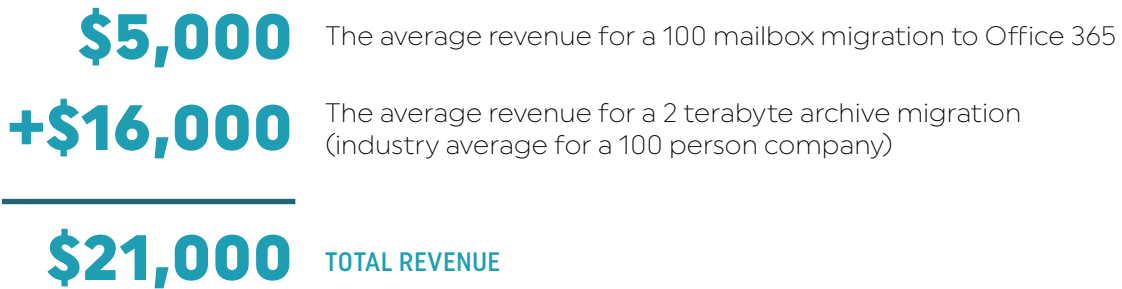 $5,000 The average revenue for a 100 mailbox migration to Office 365
+$16,000 The average revenue for a 2 terabyte archive migration
(industry average for a 100 person company)
$21,000 TOTAL REVENUE